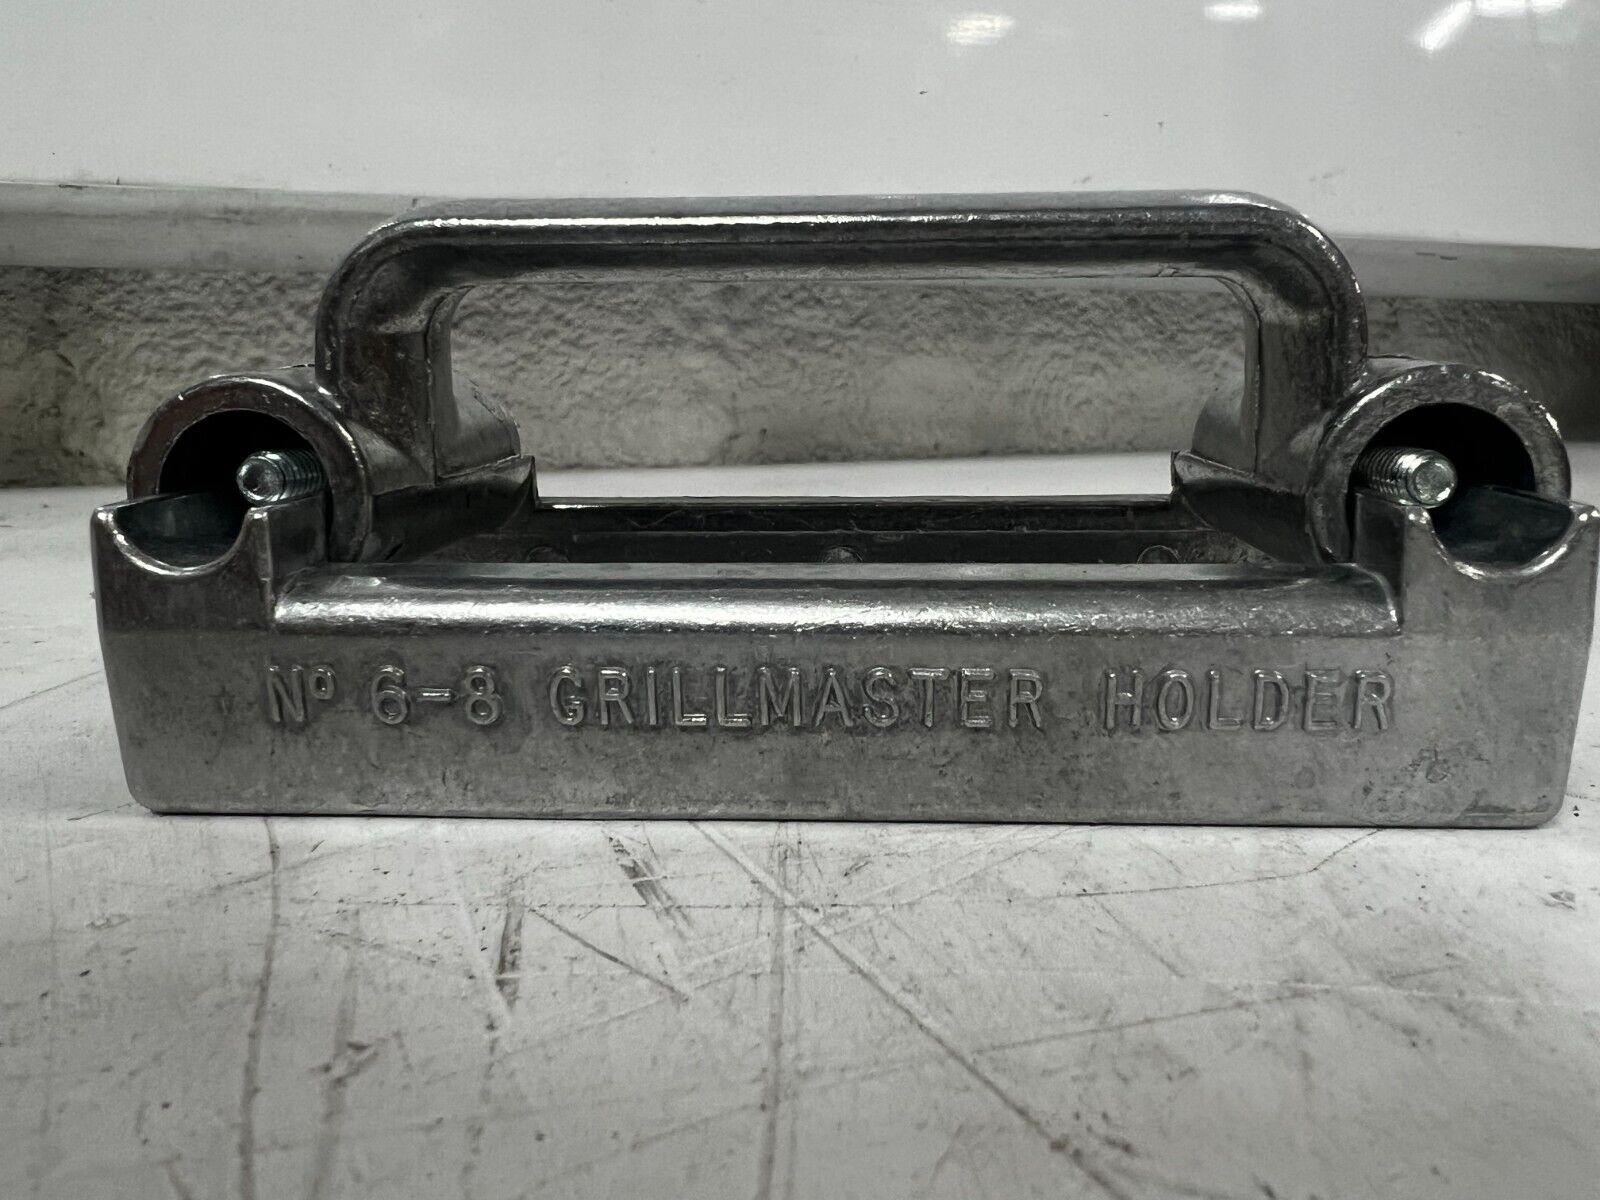 Nº 6-8 GRILLMASTER HOLDER